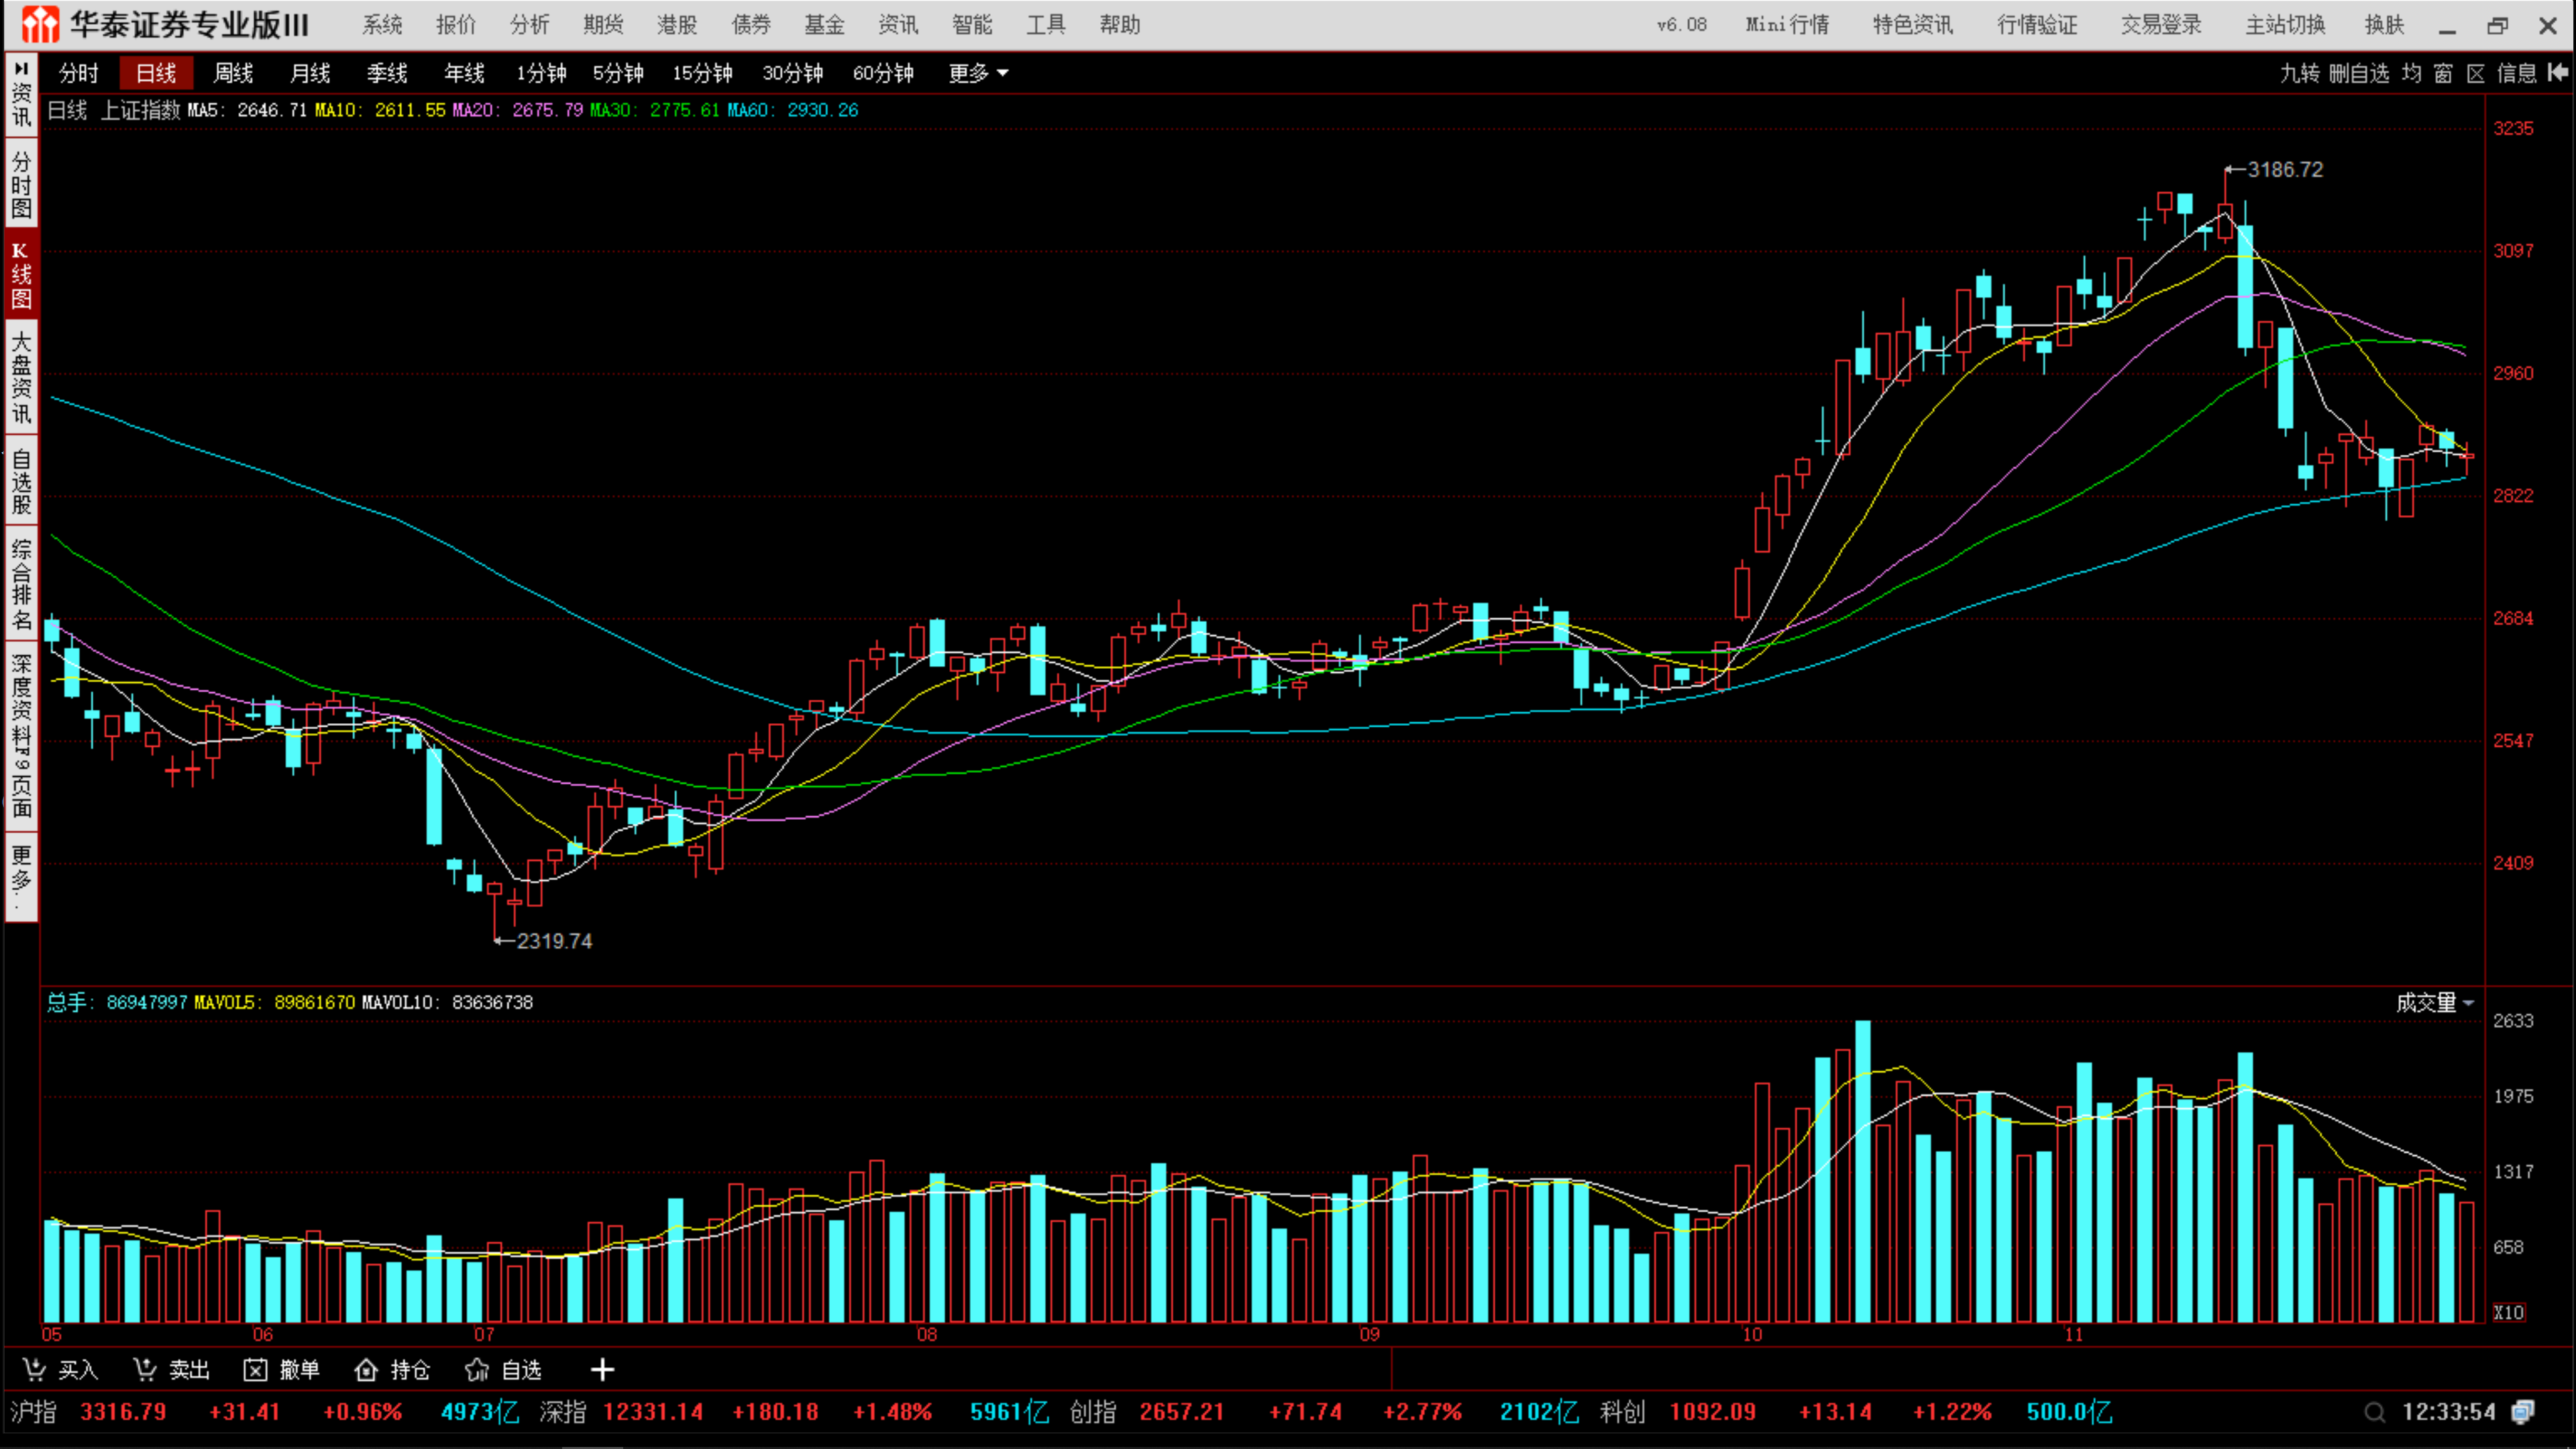 华泰证券专业版III 系统 报价 分析 期货 港股 债券 基金 资讯 智能 工具 帮助 v6.08 Mini行情 特色资讯 行情验证 交易登录 主站切换 换肤
分时 日线 周线 月线 季线 年线 1分钟 5分钟 15分钟 30分钟 60分钟 更多 九转 删自选 均 窗 区 信息
日线 上证指数 MA5: 2646.71 MA10: 2611.55 MA20: 2675.79 MA30: 2775.61 MA60: 2930.26
资讯
分时图
K线图
大盘资讯
自选股
综合排名
深度资料F9页面
更多..
3235
3186.72
3097
2960
2822
2684
2547
2409
2319.74
总手: 86947997 MAVOL5: 89861670 MAVOL10: 83636738 成交量
2633
1975
1317
658
X10
05 06 07 08 09 10 11
买入 卖出 撤单 持仓 自选 +
沪指 3316.79 +31.41 +0.96% 4973亿 深指 12331.14 +180.18 +1.48% 5961亿 创指 2657.21 +71.74 +2.77% 2102亿 科创 1092.09 +13.14 +1.22% 500.0亿 12:33:54